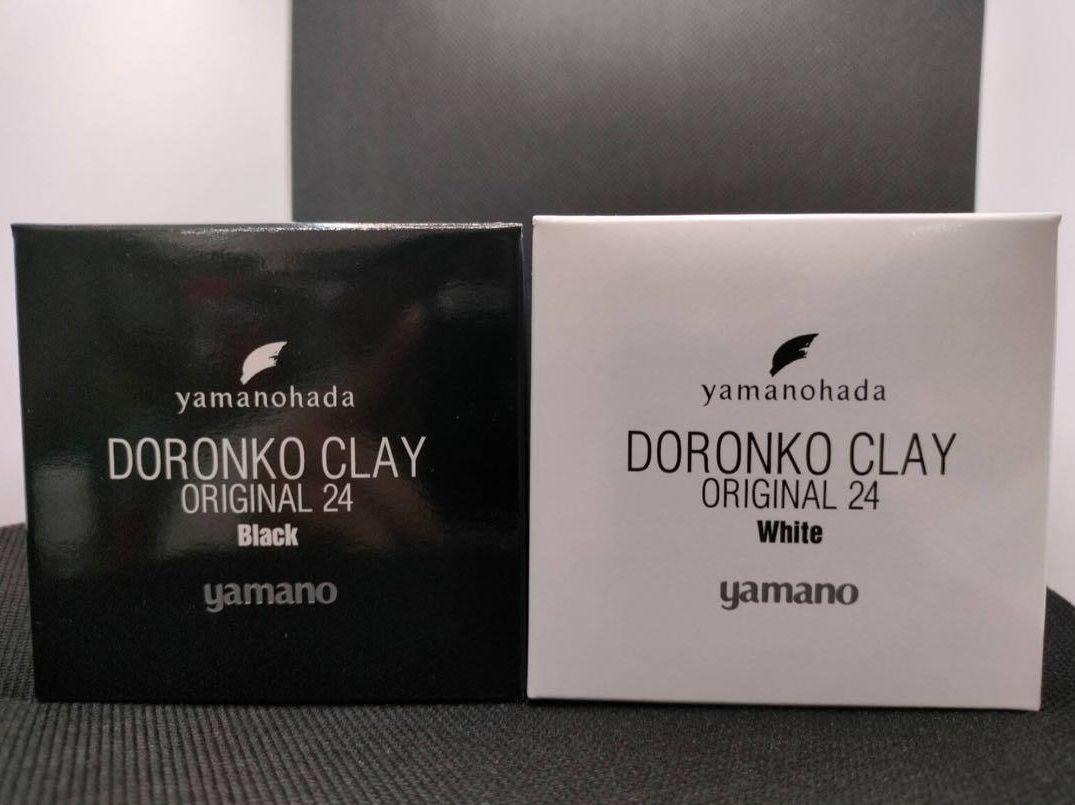 yamanohada
DORONKO CLAY
ORIGINAL 24
Black
yamano
yamanohada
DORONKO CLAY
ORIGINAL 24
White
yamano